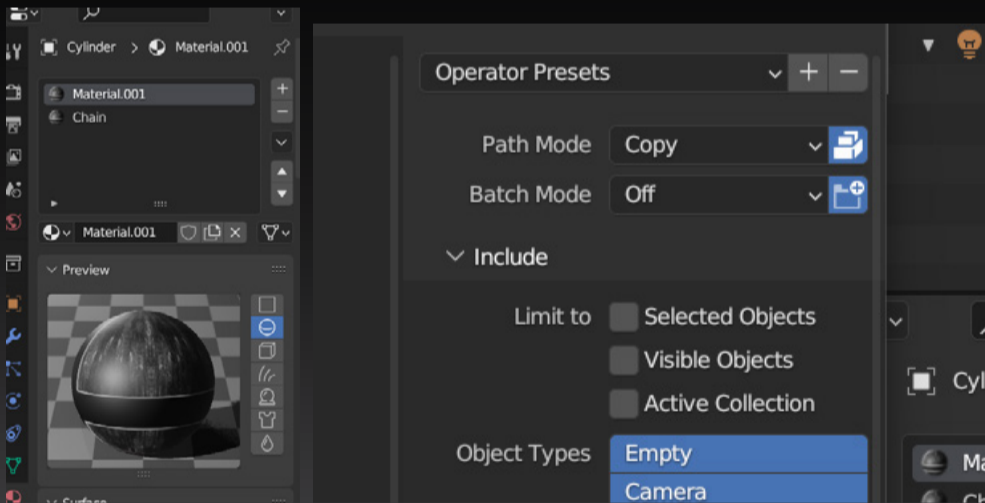 Cylinder > Material.001
Material.001
Chain
Material.001
Preview
Operator Presets
Path Mode Copy
Batch Mode Off
Include
Limit to Selected Objects
Visible Objects
Active Collection
Object Types Empty
Camera